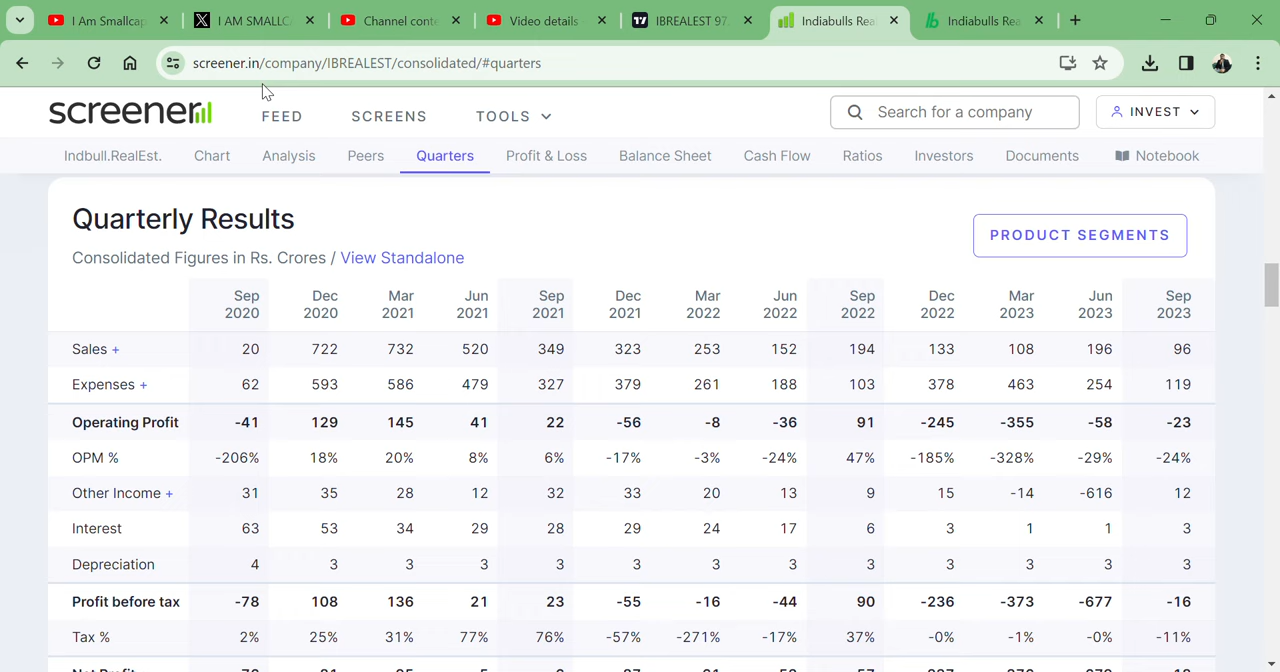 I Am Smallcap
I AM SMALLCA
Channel conte
Video details
IBREALEST 97.
Indiabulls Rea
Indiabulls Rea
screener.in/company/IBREALEST/consolidated/#quarters
screener
FEED
SCREENS
TOOLS
Search for a company
INVEST
Indbull.RealEst.
Chart
Analysis
Peers
Quarters
Profit & Loss
Balance Sheet
Cash Flow
Ratios
Investors
Documents
Notebook
Quarterly Results
PRODUCT SEGMENTS
Consolidated Figures in Rs. Crores / View Standalone
Sep 2020 Dec 2020 Mar 2021 Jun 2021 Sep 2021 Dec 2021 Mar 2022 Jun 2022 Sep 2022 Dec 2022 Mar 2023 Jun 2023 Sep 2023
Sales + 20 722 732 520 349 323 253 152 194 133 108 196 96
Expenses + 62 593 586 479 327 379 261 188 103 378 463 254 119
Operating Profit -41 129 145 41 22 -56 -8 -36 91 -245 -355 -58 -23
OPM % -206% 18% 20% 8% 6% -17% -3% -24% 47% -185% -328% -29% -24%
Other Income + 31 35 28 12 32 33 20 13 9 15 -14 -616 12
Interest 63 53 34 29 28 29 24 17 6 3 1 1 3
Depreciation 4 3 3 3 3 3 3 3 3 3 3 3 3
Profit before tax -78 108 136 21 23 -55 -16 -44 90 -236 -373 -677 -16
Tax % 2% 25% 31% 77% 76% -57% -271% -17% 37% -0% -1% -0% -11%